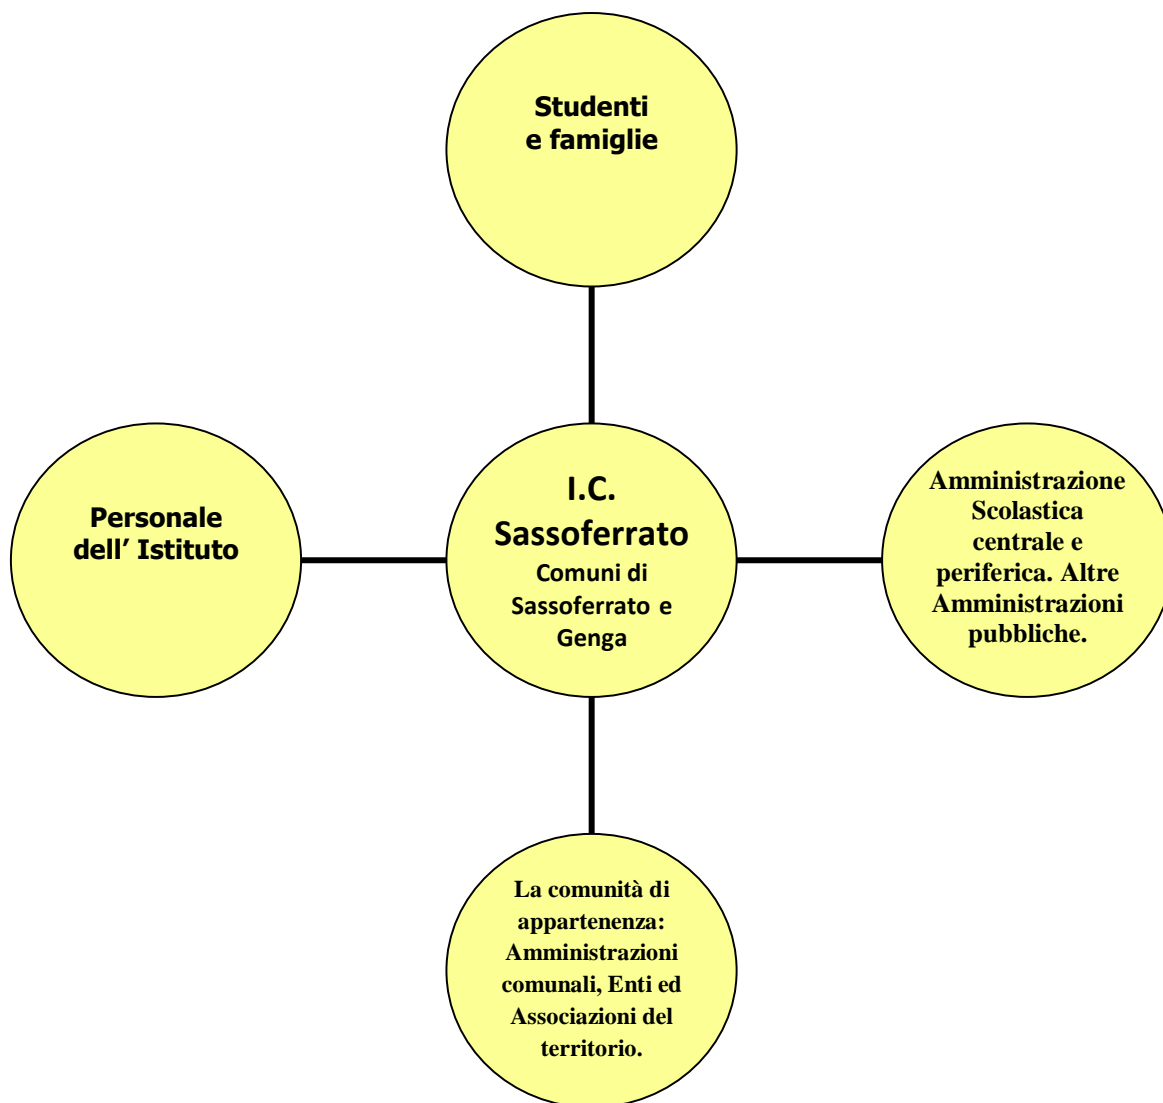 Studenti
e famiglie
Personale
dell’ Istituto
I.C.
Sassoferrato
Comuni di
Sassoferrato e
Genga
Amministrazione
Scolastica
centrale e
periferica. Altre
Amministrazioni
pubbliche.
La comunità di
appartenenza:
Amministrazioni
comunali, Enti ed
Associazioni del
territorio.